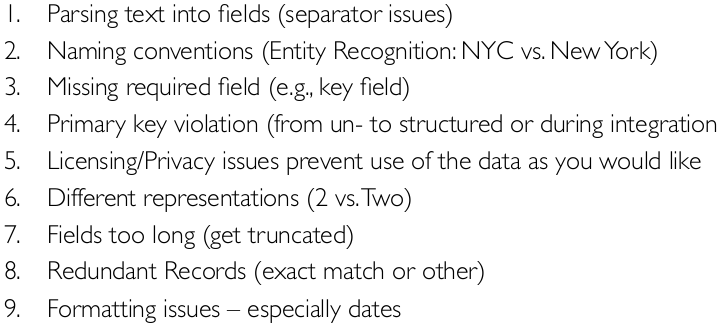 1. Parsing text into fields (separator issues)
2. Naming conventions (Entity Recognition: NYC vs. New York)
3. Missing required field (e.g., key field)
4. Primary key violation (from un- to structured or during integration
5. Licensing/Privacy issues prevent use of the data as you would like
6. Different representations (2 vs. Two)
7. Fields too long (get truncated)
8. Redundant Records (exact match or other)
9. Formatting issues – especially dates